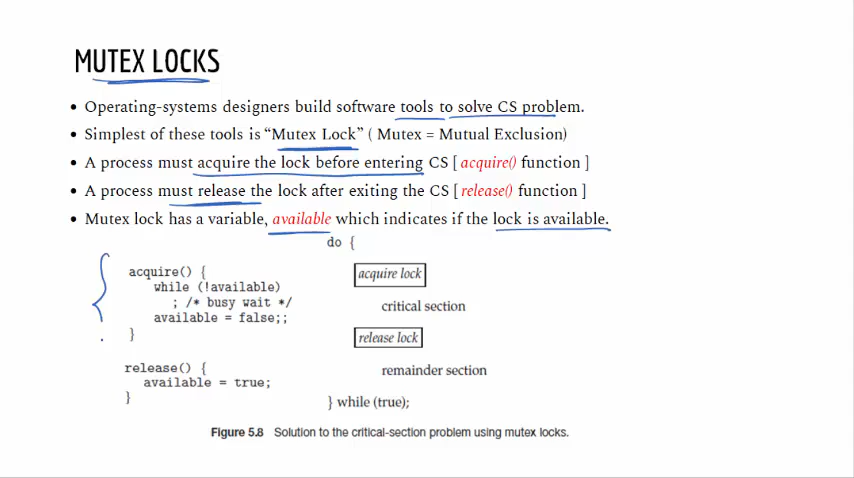 MUTEX LOCKS
• Operating-systems designers build software tools to solve CS problem.
• Simplest of these tools is “Mutex Lock” ( Mutex = Mutual Exclusion)
• A process must acquire the lock before entering CS [ acquire() function ]
• A process must release the lock after exiting the CS [ release() function ]
• Mutex lock has a variable, available which indicates if the lock is available.
acquire() {
while (!available)
; /* busy wait */
available = false;;
}
release() {
available = true;
}
do {
acquire lock
critical section
release lock
remainder section
} while (true);
Figure 5.8 Solution to the critical-section problem using mutex locks.